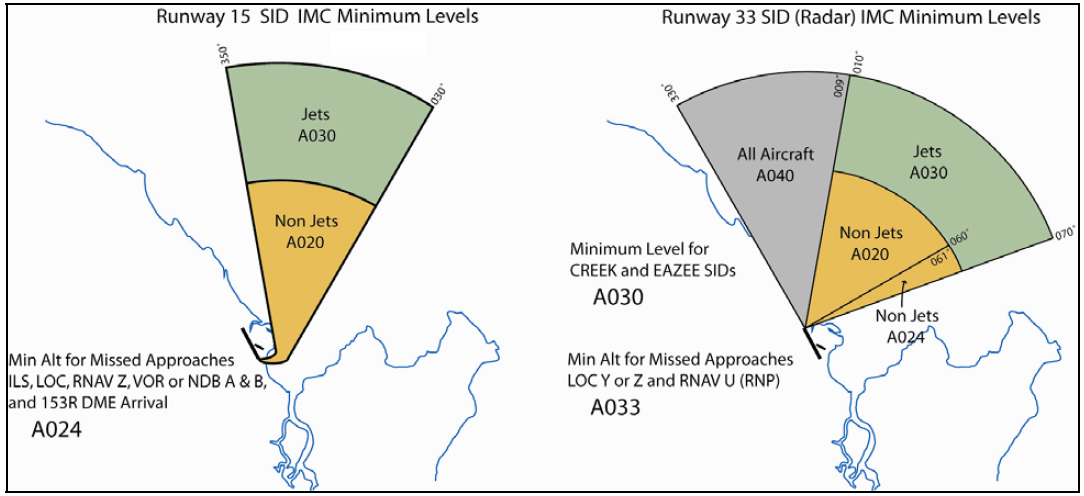 Runway 15 SID IMC Minimum Levels
350°
030°
Jets
A030
Non Jets
A020
Min Alt for Missed Approaches
ILS, LOC, RNAV Z, VOR or NDB A & B,
and 153R DME Arrival
A024
Runway 33 SID (Radar) IMC Minimum Levels
330°
009°
010°
All Aircraft
A040
Jets
A030
Non Jets
A020
060°
061°
070°
Non Jets
A024
Minimum Level for
CREEK and EAZEE SIDs
A030
Min Alt for Missed Approaches
LOC Y or Z and RNAV U (RNP)
A033